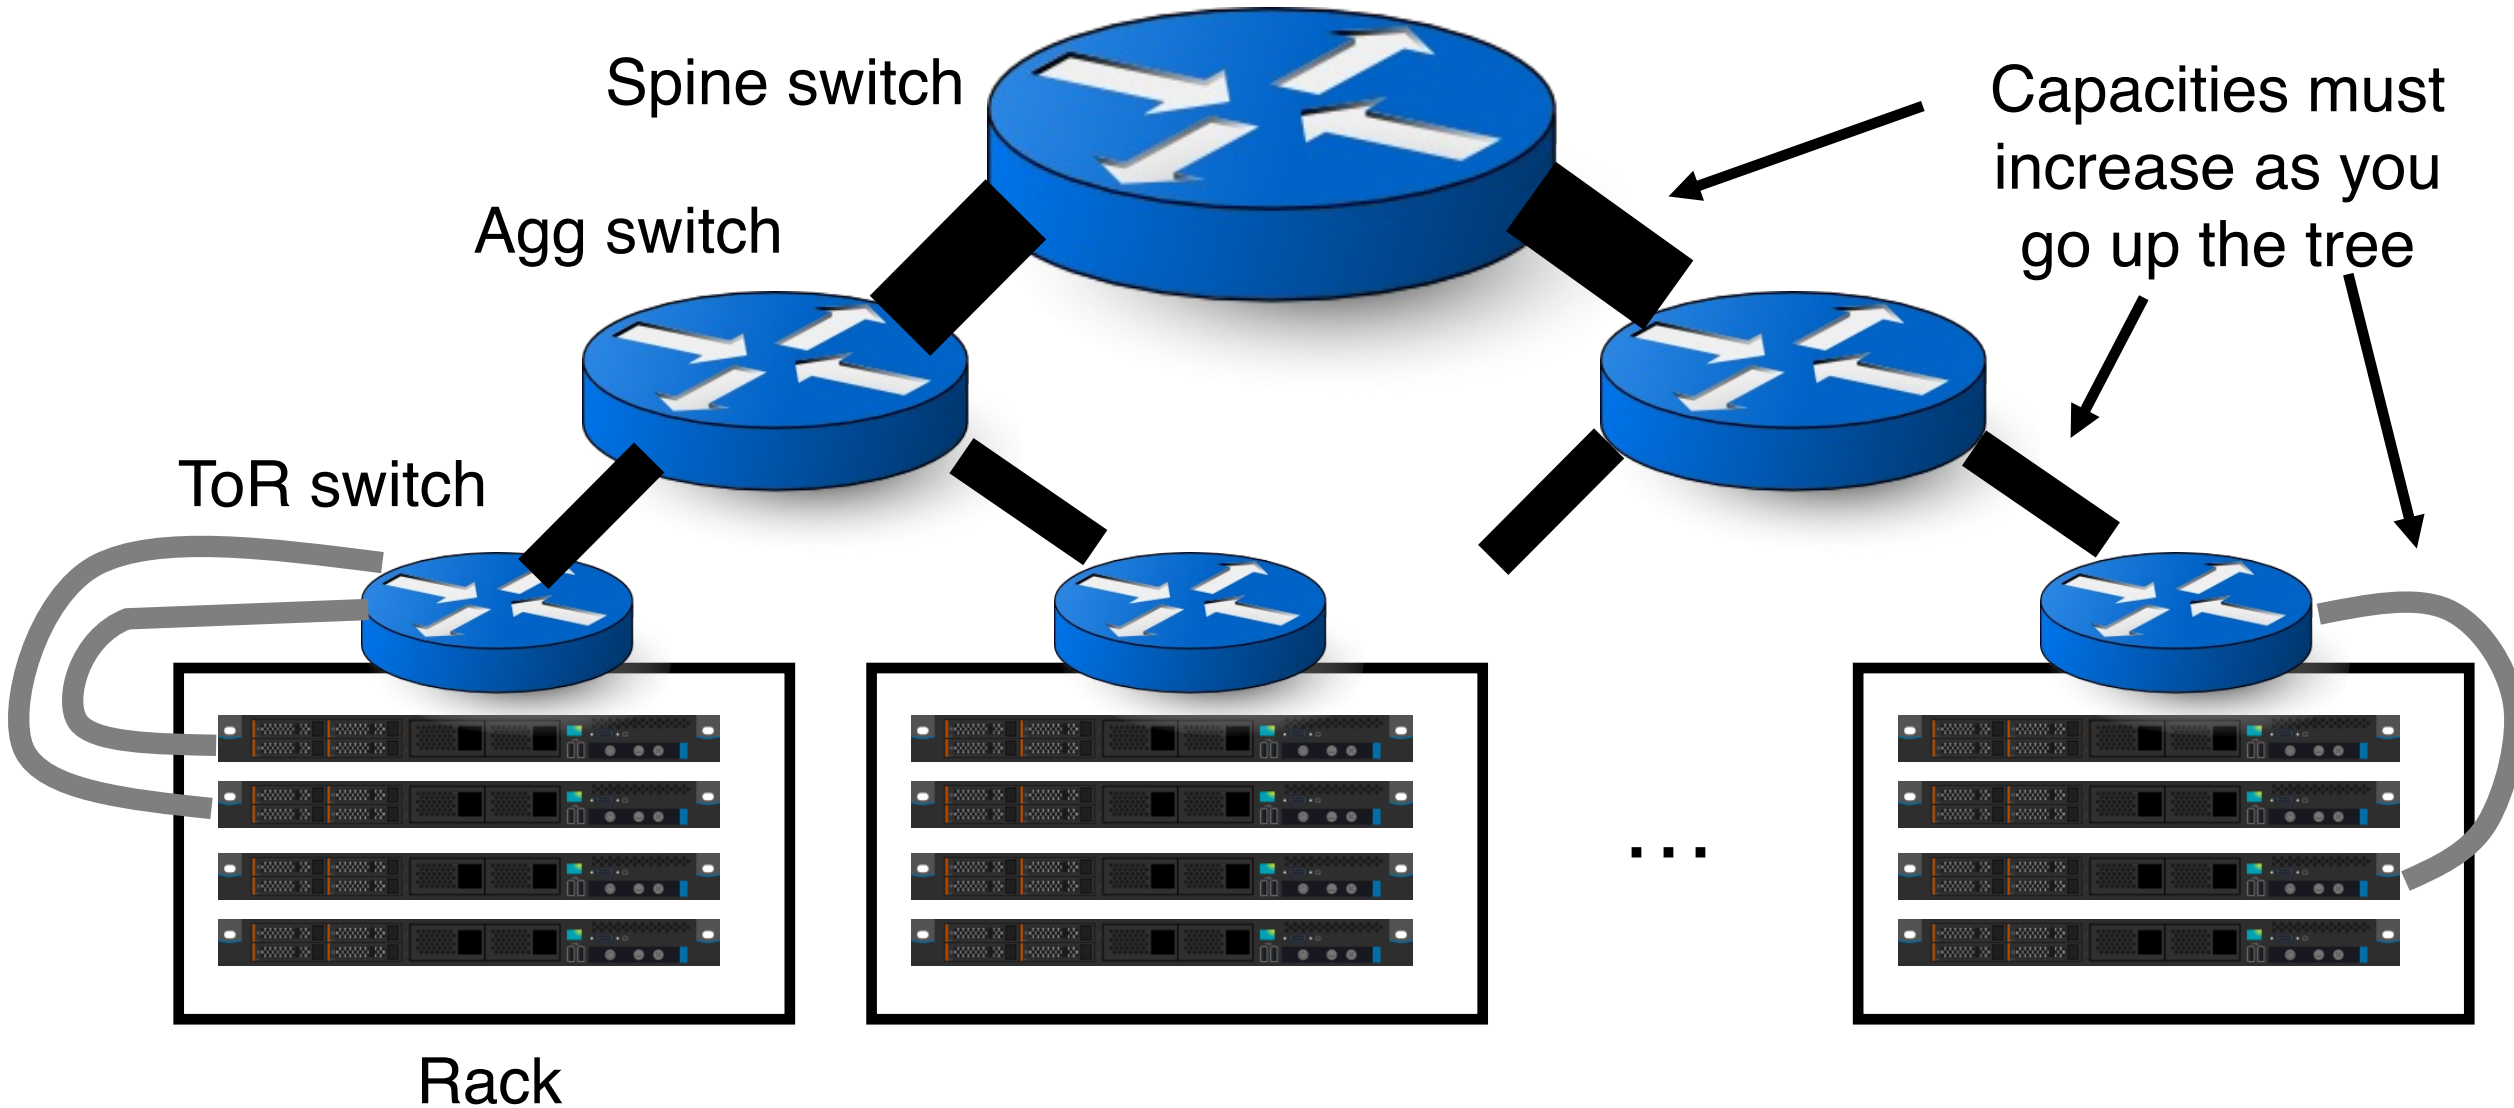 Spine switch
Capacities must
increase as you
go up the tree
Agg switch
ToR switch
...
Rack